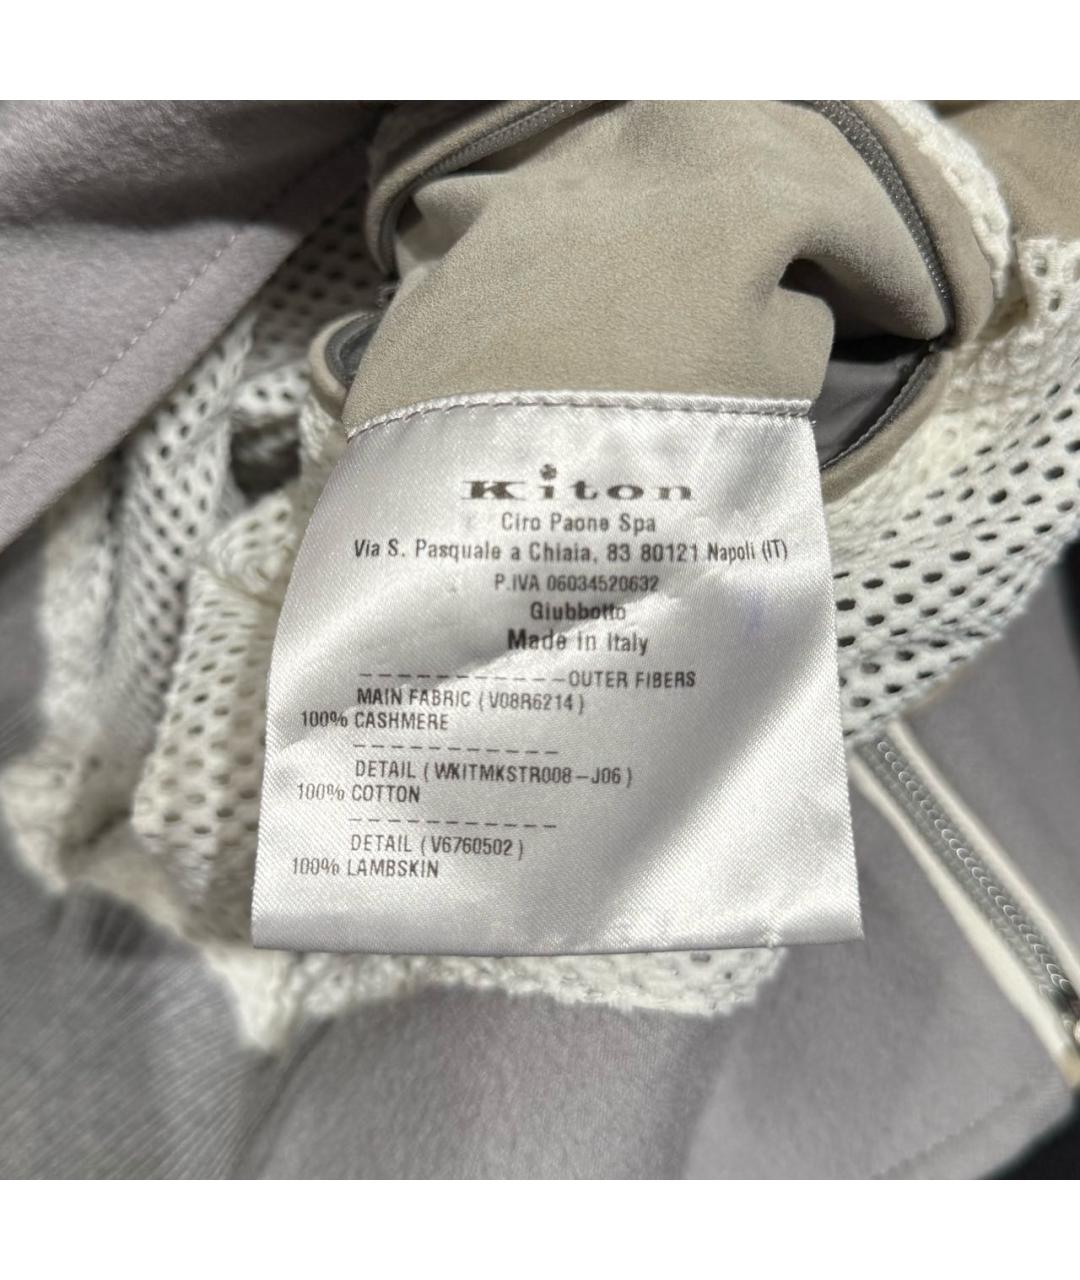 Kiton
Ciro Paone Spa
Via S. Pasquale a Chiaia, 83 80121 Napoli (IT)
P.IVA 06034520632
Giubbotto
Made in Italy
-----------OUTER FIBERS
MAIN FABRIC (V08R6214)
100% CASHMERE
-----------
DETAIL (WKITMKSTR008-J06)
100% COTTON
-----------
DETAIL (V6760502)
100% LAMBSKIN